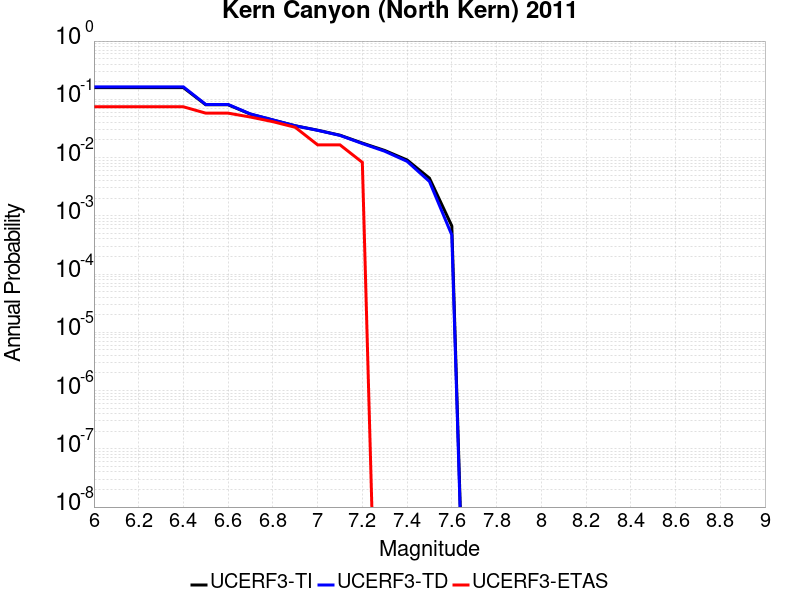 Kern Canyon (North Kern) 2011
Annual Probability
10^0
10^-1
10^-2
10^-3
10^-4
10^-5
10^-6
10^-7
10^-8
6 6.2 6.4 6.6 6.8 7 7.2 7.4 7.6 7.8 8 8.2 8.4 8.6 8.8 9
Magnitude
UCERF3-TI UCERF3-TD UCERF3-ETAS